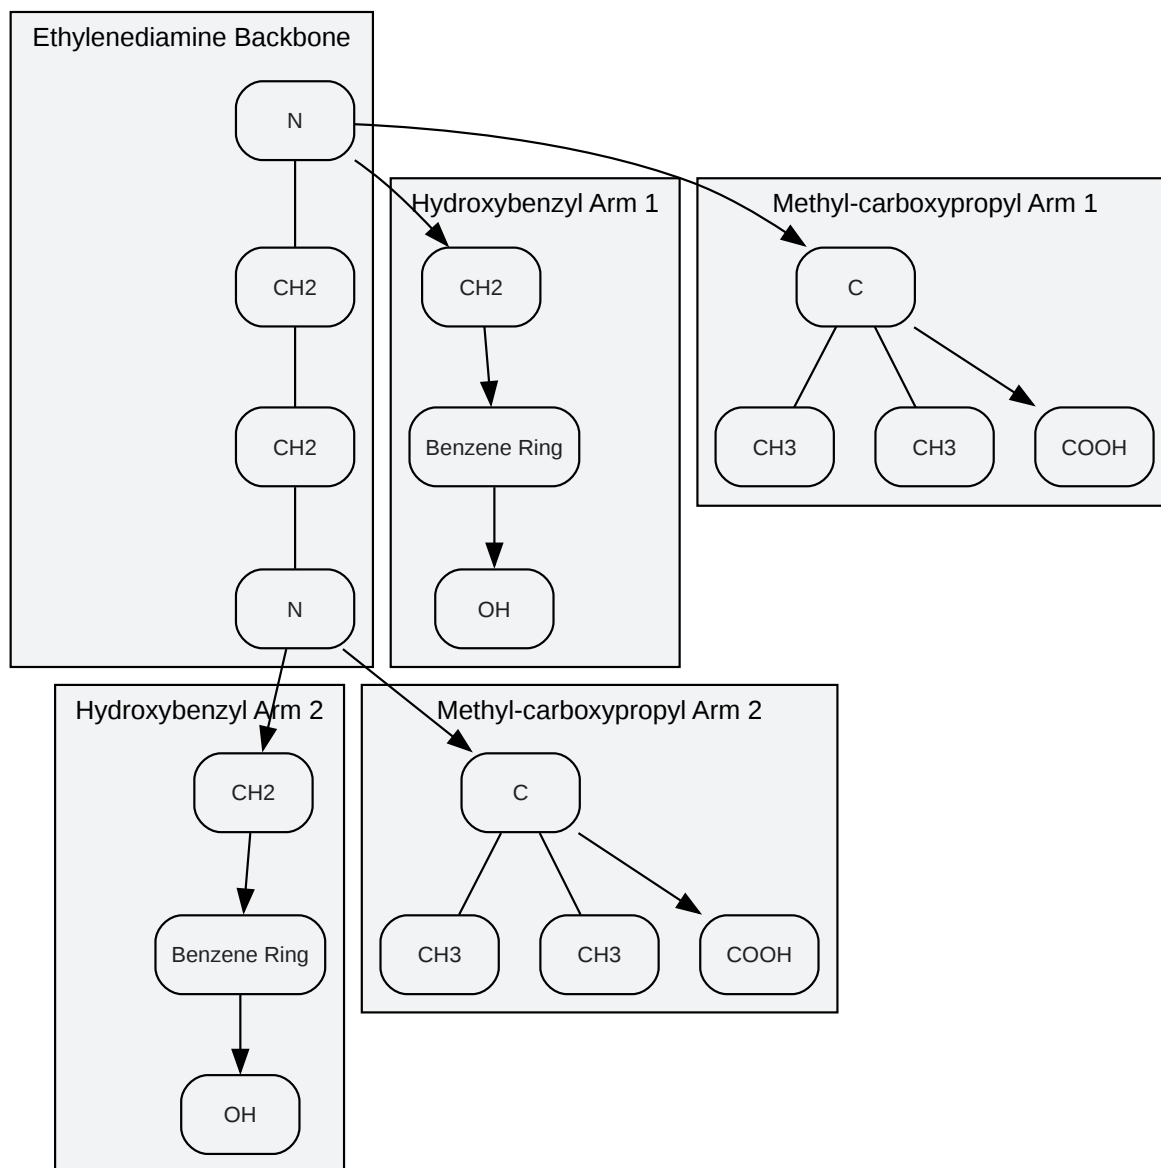 Ethylenediamine Backbone
N
CH2
CH2
N
Hydroxybenzyl Arm 1
CH2
Benzene Ring
OH
Methyl-carboxypropyl Arm 1
C
CH3
CH3
COOH
Hydroxybenzyl Arm 2
CH2
Benzene Ring
OH
Methyl-carboxypropyl Arm 2
C
CH3
CH3
COOH